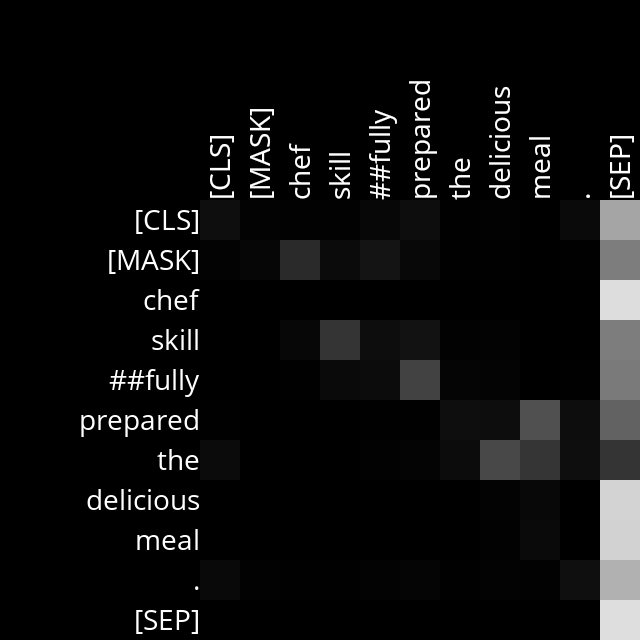 [CLS]
[MASK]
chef
skill
##fully
prepared
the
delicious
meal
.
[SEP]
[CLS]
[MASK]
chef
skill
##fully
prepared
the
delicious
meal
.
[SEP]